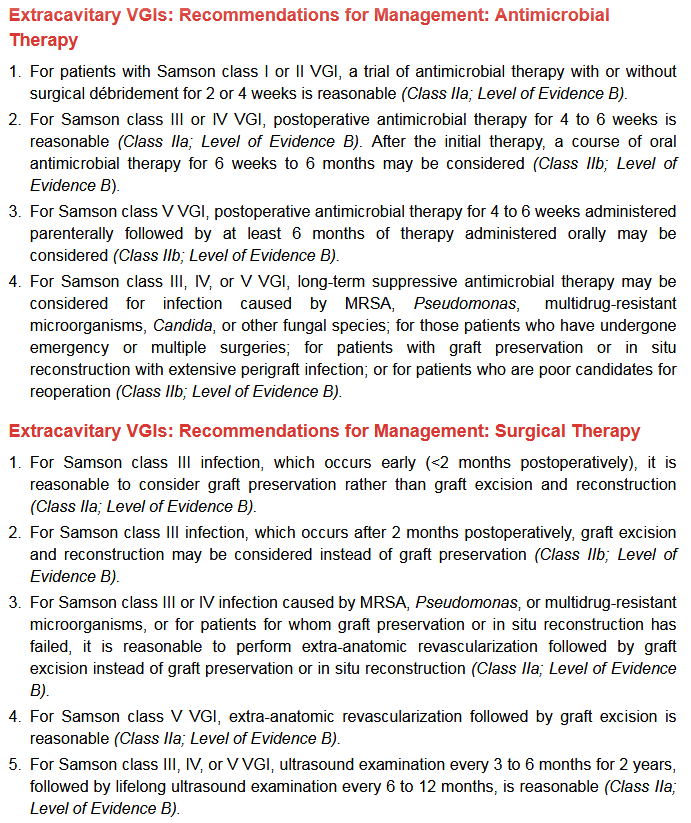 Extracavitary VGIs: Recommendations for Management: Antimicrobial
Therapy
1. For patients with Samson class I or II VGI, a trial of antimicrobial therapy with or without
surgical débridement for 2 or 4 weeks is reasonable (Class IIa; Level of Evidence B).
2. For Samson class III or IV VGI, postoperative antimicrobial therapy for 4 to 6 weeks is
reasonable (Class IIa; Level of Evidence B). After the initial therapy, a course of oral
antimicrobial therapy for 6 weeks to 6 months may be considered (Class IIb; Level of
Evidence B).
3. For Samson class V VGI, postoperative antimicrobial therapy for 4 to 6 weeks administered
parenterally followed by at least 6 months of therapy administered orally may be
considered (Class IIb; Level of Evidence B).
4. For Samson class III, IV, or V VGI, long-term suppressive antimicrobial therapy may be
considered for infection caused by MRSA, Pseudomonas, multidrug-resistant
microorganisms, Candida, or other fungal species; for those patients who have undergone
emergency or multiple surgeries; for patients with graft preservation or in situ
reconstruction with extensive perigraft infection; or for patients who are poor candidates for
reoperation (Class IIb; Level of Evidence B).
Extracavitary VGIs: Recommendations for Management: Surgical Therapy
1. For Samson class III infection, which occurs early (<2 months postoperatively), it is
reasonable to consider graft preservation rather than graft excision and reconstruction
(Class IIa; Level of Evidence B).
2. For Samson class III infection, which occurs after 2 months postoperatively, graft excision
and reconstruction may be considered instead of graft preservation (Class IIb; Level of
Evidence B).
3. For Samson class III or IV infection caused by MRSA, Pseudomonas, or multidrug-resistant
microorganisms, or for patients for whom graft preservation or in situ reconstruction has
failed, it is reasonable to perform extra-anatomic revascularization followed by graft
excision instead of graft preservation or in situ reconstruction (Class IIa; Level of Evidence
B).
4. For Samson class V VGI, extra-anatomic revascularization followed by graft excision is
reasonable (Class IIa; Level of Evidence B).
5. For Samson class III, IV, or V VGI, ultrasound examination every 3 to 6 months for 2 years,
followed by lifelong ultrasound examination every 6 to 12 months, is reasonable (Class IIa;
Level of Evidence B).